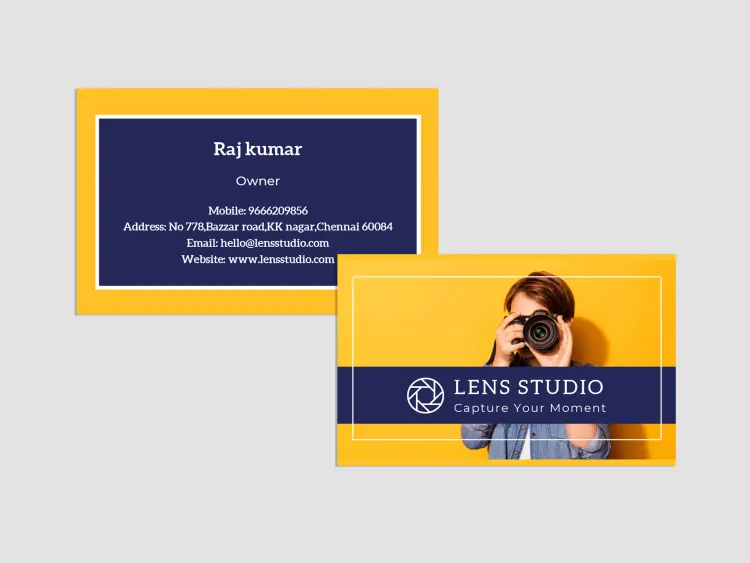 Raj kumar
Owner
Mobile: 9666209856
Address: No 778,Bazzar road,KK nagar,Chennai 60084
Email: hello@lensstudio.com
Website: www.lensstudio.com
LENS STUDIO
Capture Your Moment